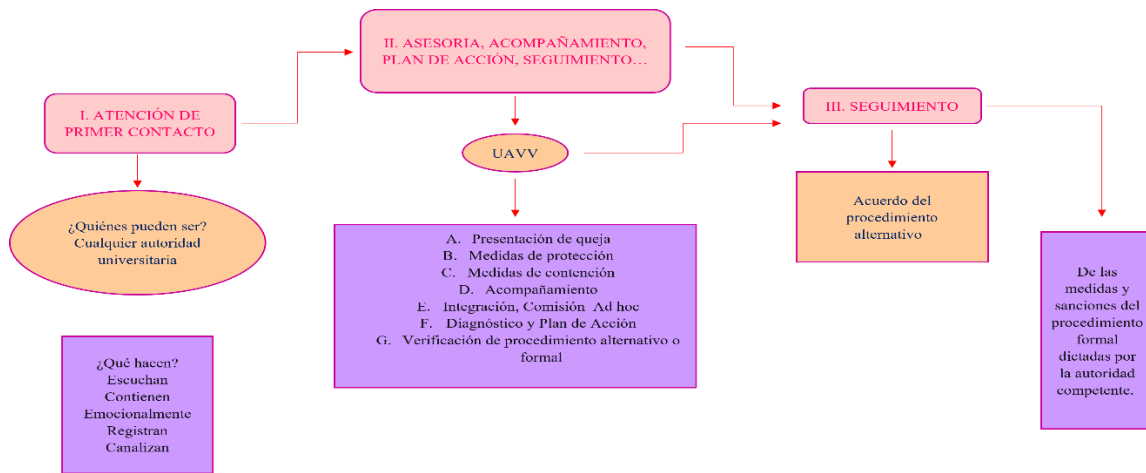 I. ATENCIÓN DE
PRIMER CONTACTO
¿Quiénes pueden ser?
Cualquier autoridad
universitaria
¿Qué hacen?
Escuchan
Contienen
Emocionalmente
Registran
Canalizan
II. ASESORIA, ACOMPAÑAMIENTO,
PLAN DE ACCIÓN, SEGUIMIENTO…
UAVV
A. Presentación de queja
B. Medidas de protección
C. Medidas de contención
D. Acompañamiento
E. Integración, Comisión Ad hoc
F. Diagnóstico y Plan de Acción
G. Verificación de procedimiento alternativo o
formal
III. SEGUIMIENTO
Acuerdo del
procedimiento
alternativo
De las
medidas y
sanciones del
procedimiento
formal
dictadas por
la autoridad
competente.